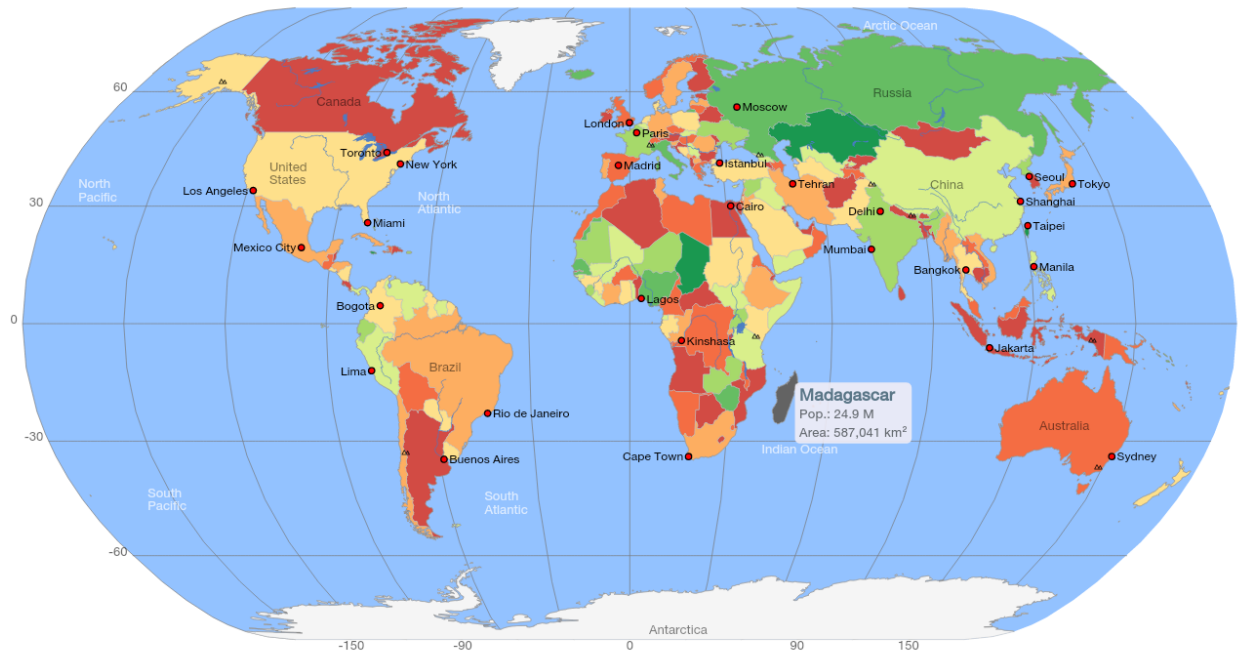 Arctic Ocean
60
Canada
Russia
Moscow
London
Paris
Toronto
New York
Madrid
Istanbul
United
States
Los Angeles
North
Pacific
North
Atlantic
Tehran
China
Seoul
Tokyo
Shanghai
30
Cairo
Delhi
Miami
Taipei
Mexico City
Mumbai
Bangkok
Manila
Bogota
Lagos
0
Kinshasa
Jakarta
Lima
Brazil
Madagascar
Pop.: 24.9 M
Area: 587,041 km²
Rio de Janeiro
Australia
-30
Indian Ocean
Buenos Aires
Cape Town
Sydney
South
Pacific
South
Atlantic
-60
Antarctica
-150
-90
0
90
150